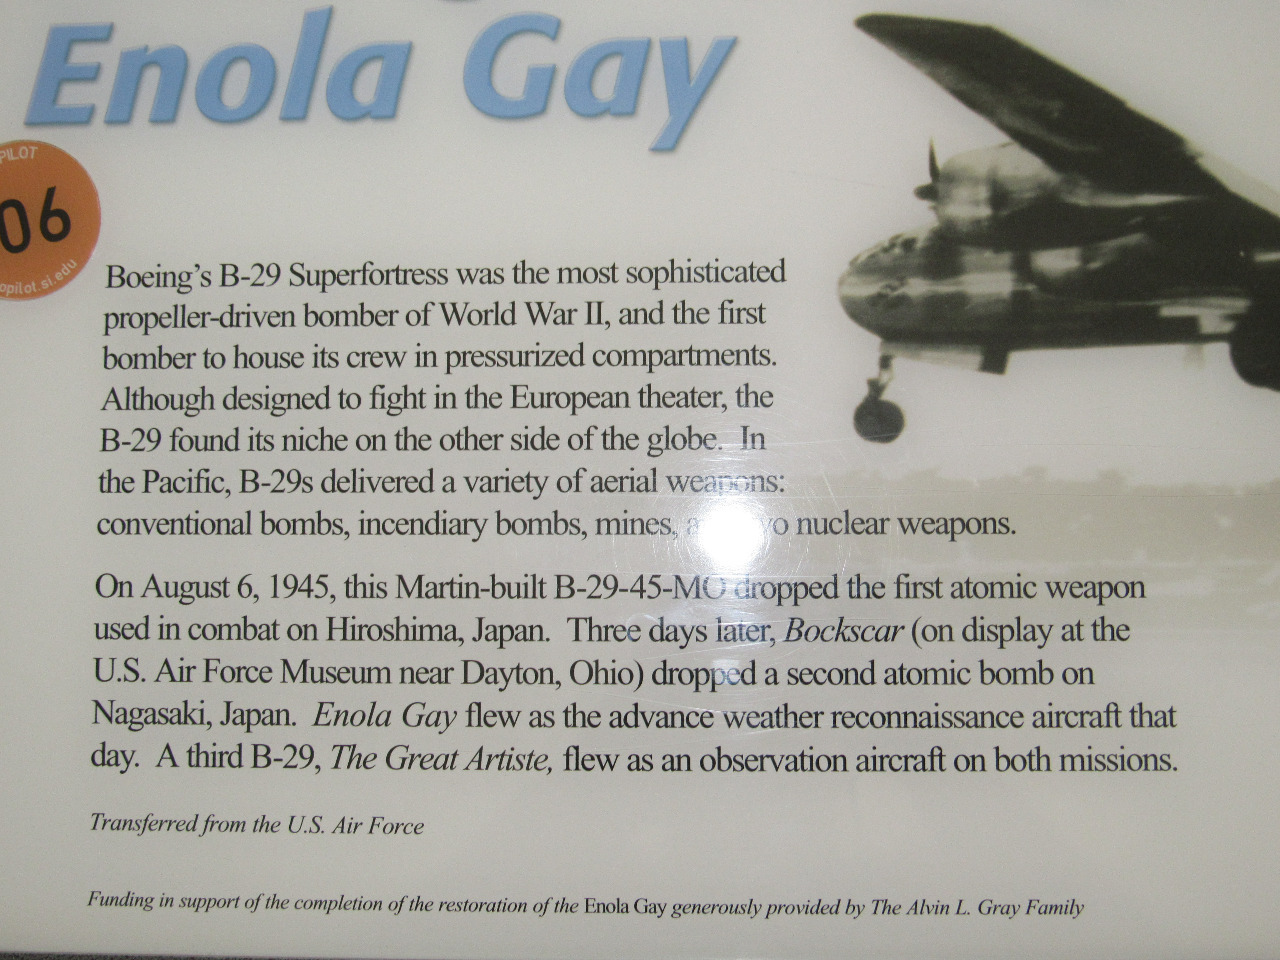 Enola Gay
PILOT
06
opilot.si.edu
Boeing's B-29 Superfortress was the most sophisticated
propeller-driven bomber of World War II, and the first
bomber to house its crew in pressurized compartments.
Although designed to fight in the European theater, the
B-29 found its niche on the other side of the globe. In
the Pacific, B-29s delivered a variety of aerial weapons:
conventional bombs, incendiary bombs, mines, nuclear weapons.
On August 6, 1945, this Martin-built B-29-45-MO dropped the first atomic weapon
used in combat on Hiroshima, Japan. Three days later, Bockscar (on display at the
U.S. Air Force Museum near Dayton, Ohio) dropped a second atomic bomb on
Nagasaki, Japan. Enola Gay flew as the advance weather reconnaissance aircraft that
day. A third B-29, The Great Artiste, flew as an observation aircraft on both missions.
Transferred from the U.S. Air Force
Funding in support of the completion of the restoration of the Enola Gay generously provided by The Alvin L. Gray Family